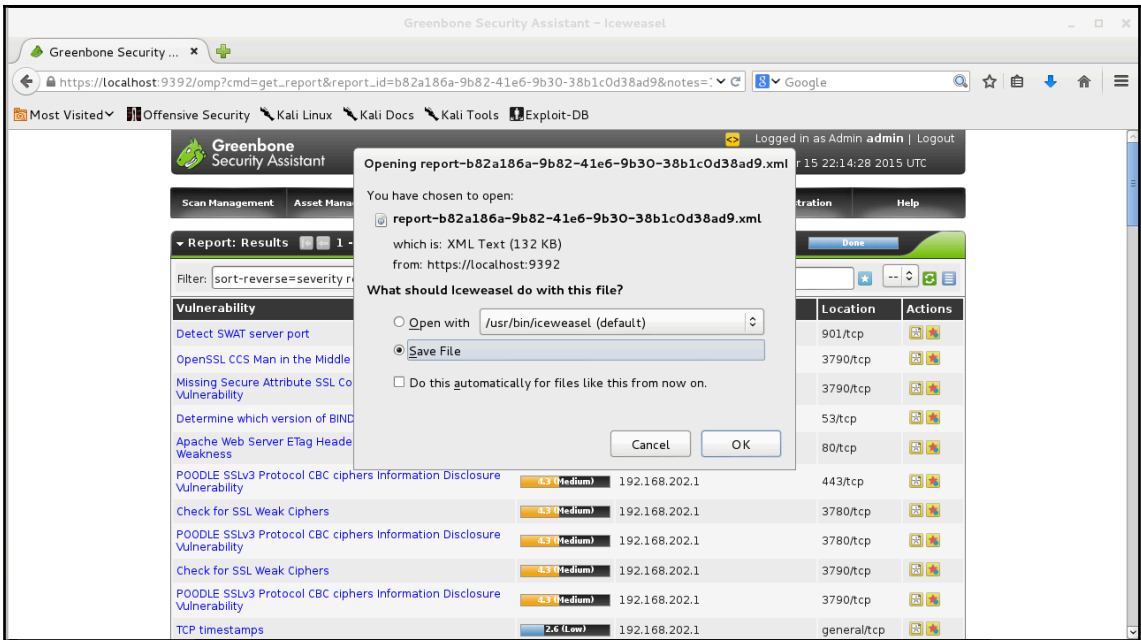 Greenbone Security Assistant - Iceweasel
Greenbone Security ...
https://localhost:9392/omp?cmd=get_report&report_id=b82a186a-9b82-41e6-9b30-38b1c0d38ad9&notes=
Google
Most Visited Offensive Security Kali Linux Kali Docs Kali Tools Exploit-DB
Greenbone
Security Assistant
Logged in as Admin admin | Logout
r 15 22:14:28 2015 UTC
Scan Management Asset Mana
tration Help
Report: Results 1 -
Done
Filter: sort-reverse=severity r
--
Vulnerability Location Actions
Detect SWAT server port 901/tcp
OpenSSL CCS Man in the Middle 3790/tcp
Missing Secure Attribute SSL Co
Vulnerability 3790/tcp
Determine which version of BIND 53/tcp
Apache Web Server ETag Heade
Weakness 80/tcp
POODLE SSLv3 Protocol CBC ciphers Information Disclosure
Vulnerability 4.3 (Medium) 192.168.202.1 443/tcp
Check for SSL Weak Ciphers 4.3 (Medium) 192.168.202.1 3780/tcp
POODLE SSLv3 Protocol CBC ciphers Information Disclosure
Vulnerability 4.3 (Medium) 192.168.202.1 3780/tcp
Check for SSL Weak Ciphers 4.3 (Medium) 192.168.202.1 3790/tcp
POODLE SSLv3 Protocol CBC ciphers Information Disclosure
Vulnerability 4.3 (Medium) 192.168.202.1 3790/tcp
TCP timestamps 2.6 (Low) 192.168.202.1 general/tcp
Opening report-b82a186a-9b82-41e6-9b30-38b1c0d38ad9.xml
You have chosen to open:
report-b82a186a-9b82-41e6-9b30-38b1c0d38ad9.xml
which is: XML Text (132 KB)
from: https://localhost:9392
What should Iceweasel do with this file?
Open with /usr/bin/iceweasel (default)
Save File
Do this automatically for files like this from now on.
Cancel OK